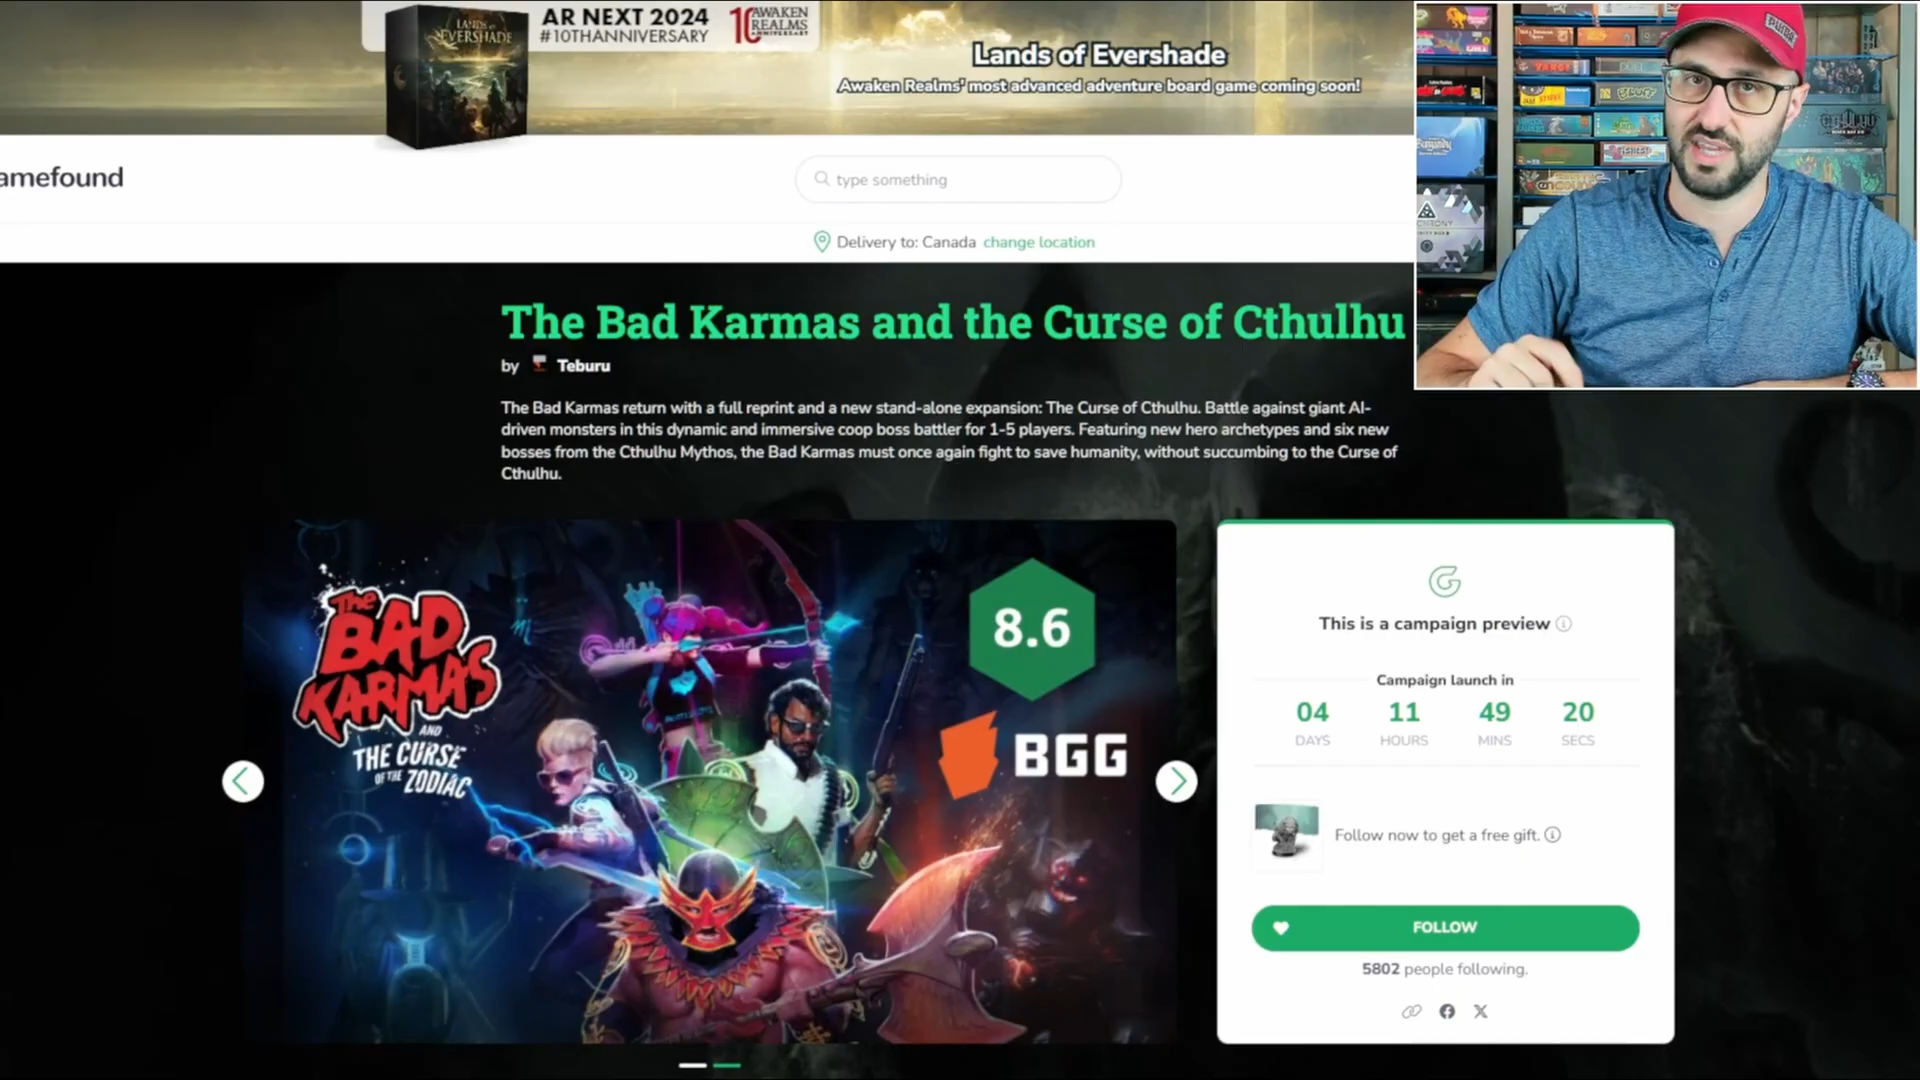 LANDS of EVERSHADE
AR NEXT 2024
#10THANNIVERSARY
10 AWAKEN REALMS ANNIVERSARY
Lands of Evershade
Awaken Realms' most advanced adventure board game coming soon!
amefound
type something
Delivery to: Canada change location
The Bad Karmas and the Curse of Cthulhu
by Teburu
The Bad Karmas return with a full reprint and a new stand-alone expansion: The Curse of Cthulhu. Battle against giant AI-
driven monsters in this dynamic and immersive coop boss battler for 1-5 players. Featuring new hero archetypes and six new
bosses from the Cthulhu Mythos, the Bad Karmas must once again fight to save humanity, without succumbing to the Curse of
Cthulhu.
The
BAD
KARMAS
AND
THE CURSE
OF THE ZODIAC
8.6
BGG
This is a campaign preview
Campaign launch in
04 11 49 20
DAYS HOURS MINS SECS
Follow now to get a free gift.
FOLLOW
5802 people following.